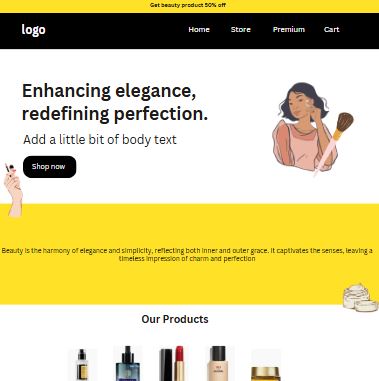 Get beauty product 50% off
logo
Home Store Premium Cart
Enhancing elegance,
redefining perfection.
Add a little bit of body text
Shop now
Beauty is the harmony of elegance and simplicity, reflecting both inner and outer grace. It captivates the senses, leaving a
timeless impression of charm and perfection
Our Products